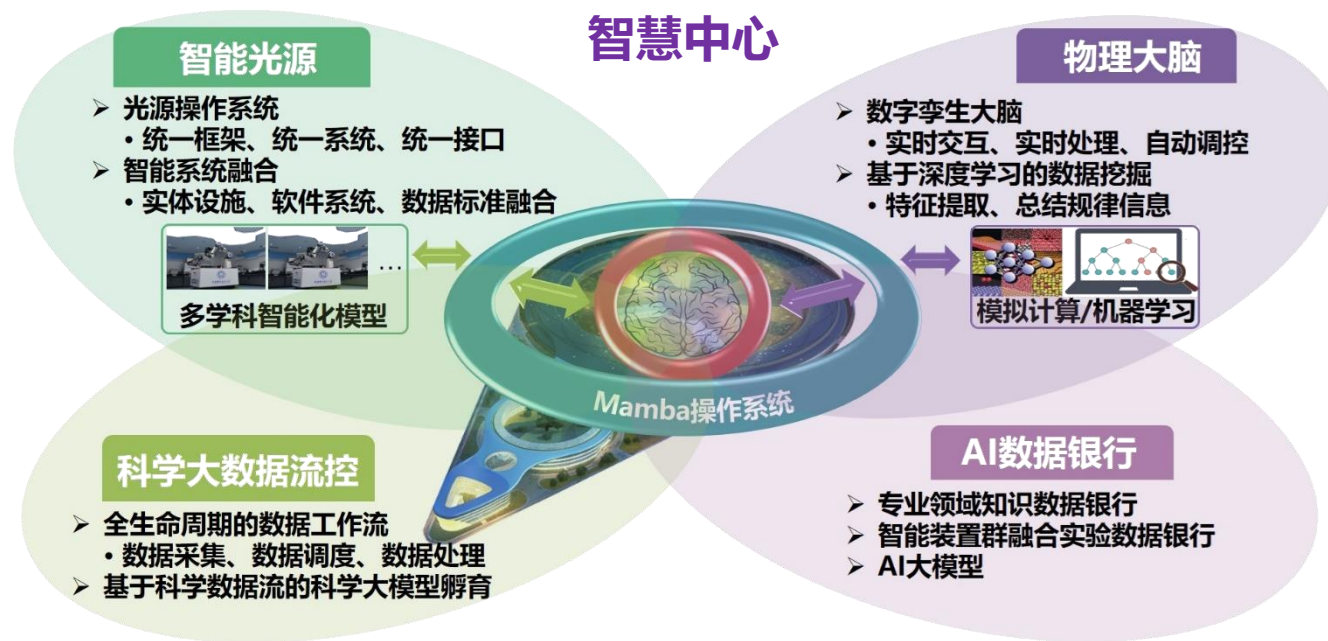 智慧中心
智能光源
➢ 光源操作系统
• 统一框架、统一系统、统一接口
➢ 智能系统融合
• 实体设施、软件系统、数据标准融合
...
多学科智能化模型
物理大脑
➢ 数字孪生大脑
• 实时交互、实时处理、自动调控
➢ 基于深度学习的数据挖掘
• 特征提取、总结规律信息
模拟计算/机器学习
Mamba操作系统
科学大数据流控
➢ 全生命周期的数据工作流
• 数据采集、数据调度、数据处理
➢ 基于科学数据流的科学大模型孵育
AI数据银行
➢ 专业领域知识数据银行
➢ 智能装置群融合实验数据银行
➢ AI大模型